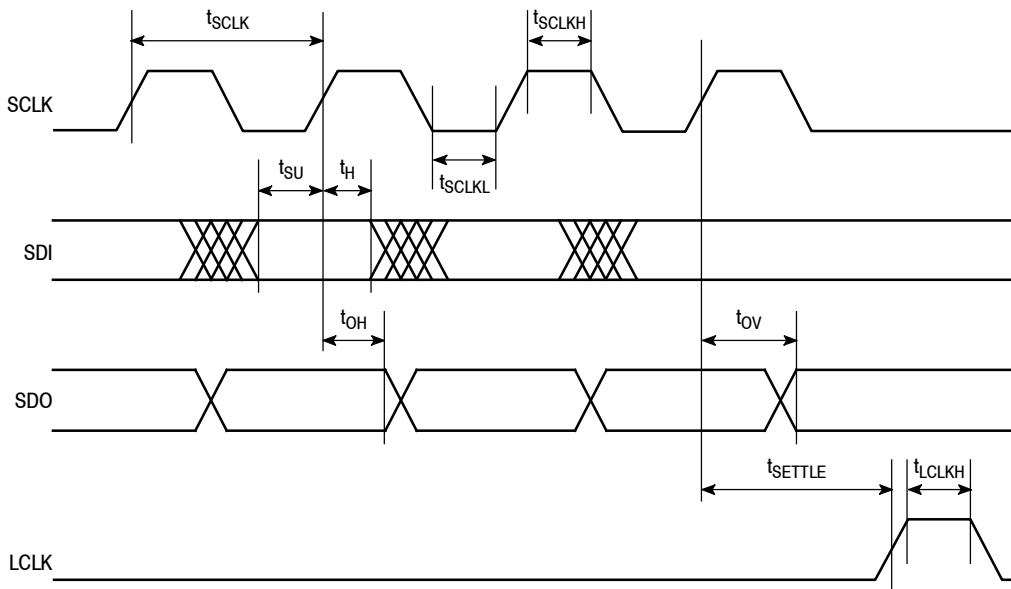 tSCLK
tSCLKH
SCLK
tSU
tH
tSCLKL
SDI
tOH
tOV
SDO
tSETTLE
tLCLKH
LCLK